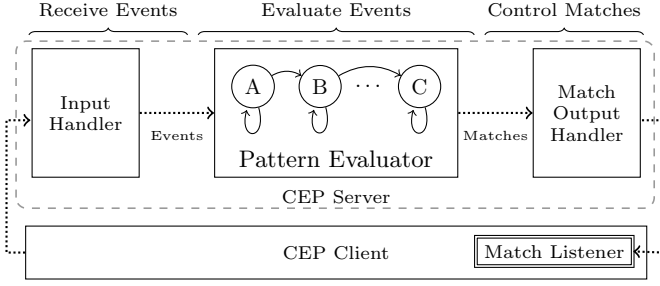 Receive Events
Evaluate Events
Control Matches
Input
Handler
Events
A B ··· C
Pattern Evaluator
Matches
Match
Output
Handler
CEP Server
CEP Client
Match Listener